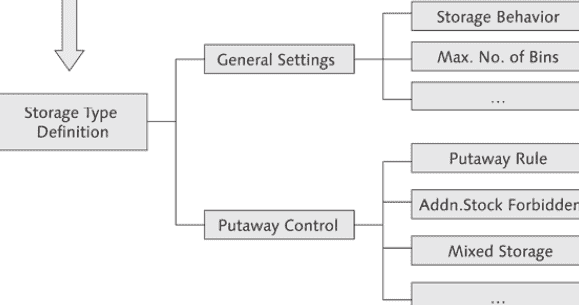 Storage Behavior
General Settings
Max. No. of Bins
...
Storage Type
Definition
Putaway Rule
Addn.Stock Forbidden
Putaway Control
Mixed Storage
...